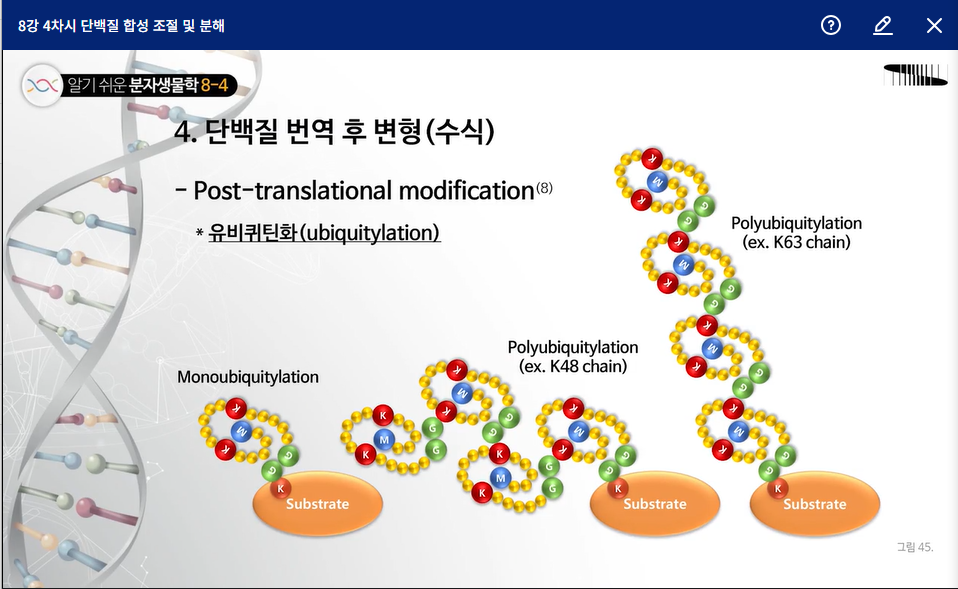 8강 4차시 단백질 합성 조절 및 분해
알기 쉬운 분자생물학 8-4
4. 단백질 번역 후 변형(수식)
- Post-translational modification(8)
* 유비퀴틴화(ubiquitylation)
Polyubiquitylation
(ex. K63 chain)
Polyubiquitylation
(ex. K48 chain)
Monoubiquitylation
K
M
K
G
G
K
Substrate
K
M
K
G
G
K
M
K
G
G
K
M
K
G
G
K
M
K
G
G
K
Substrate
K
M
K
G
G
K
M
K
G
G
K
M
K
G
G
K
M
K
G
G
K
Substrate
그림 45.